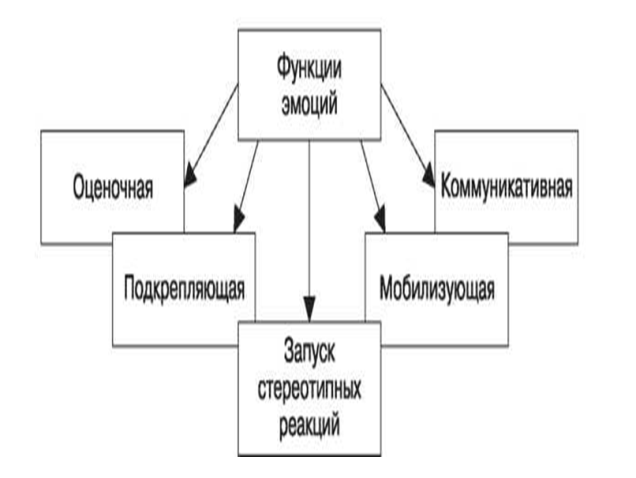 Функции
эмоций
Оценочная
Коммуникативная
Подкрепляющая
Мобилизующая
Запуск
стереотипных
реакций